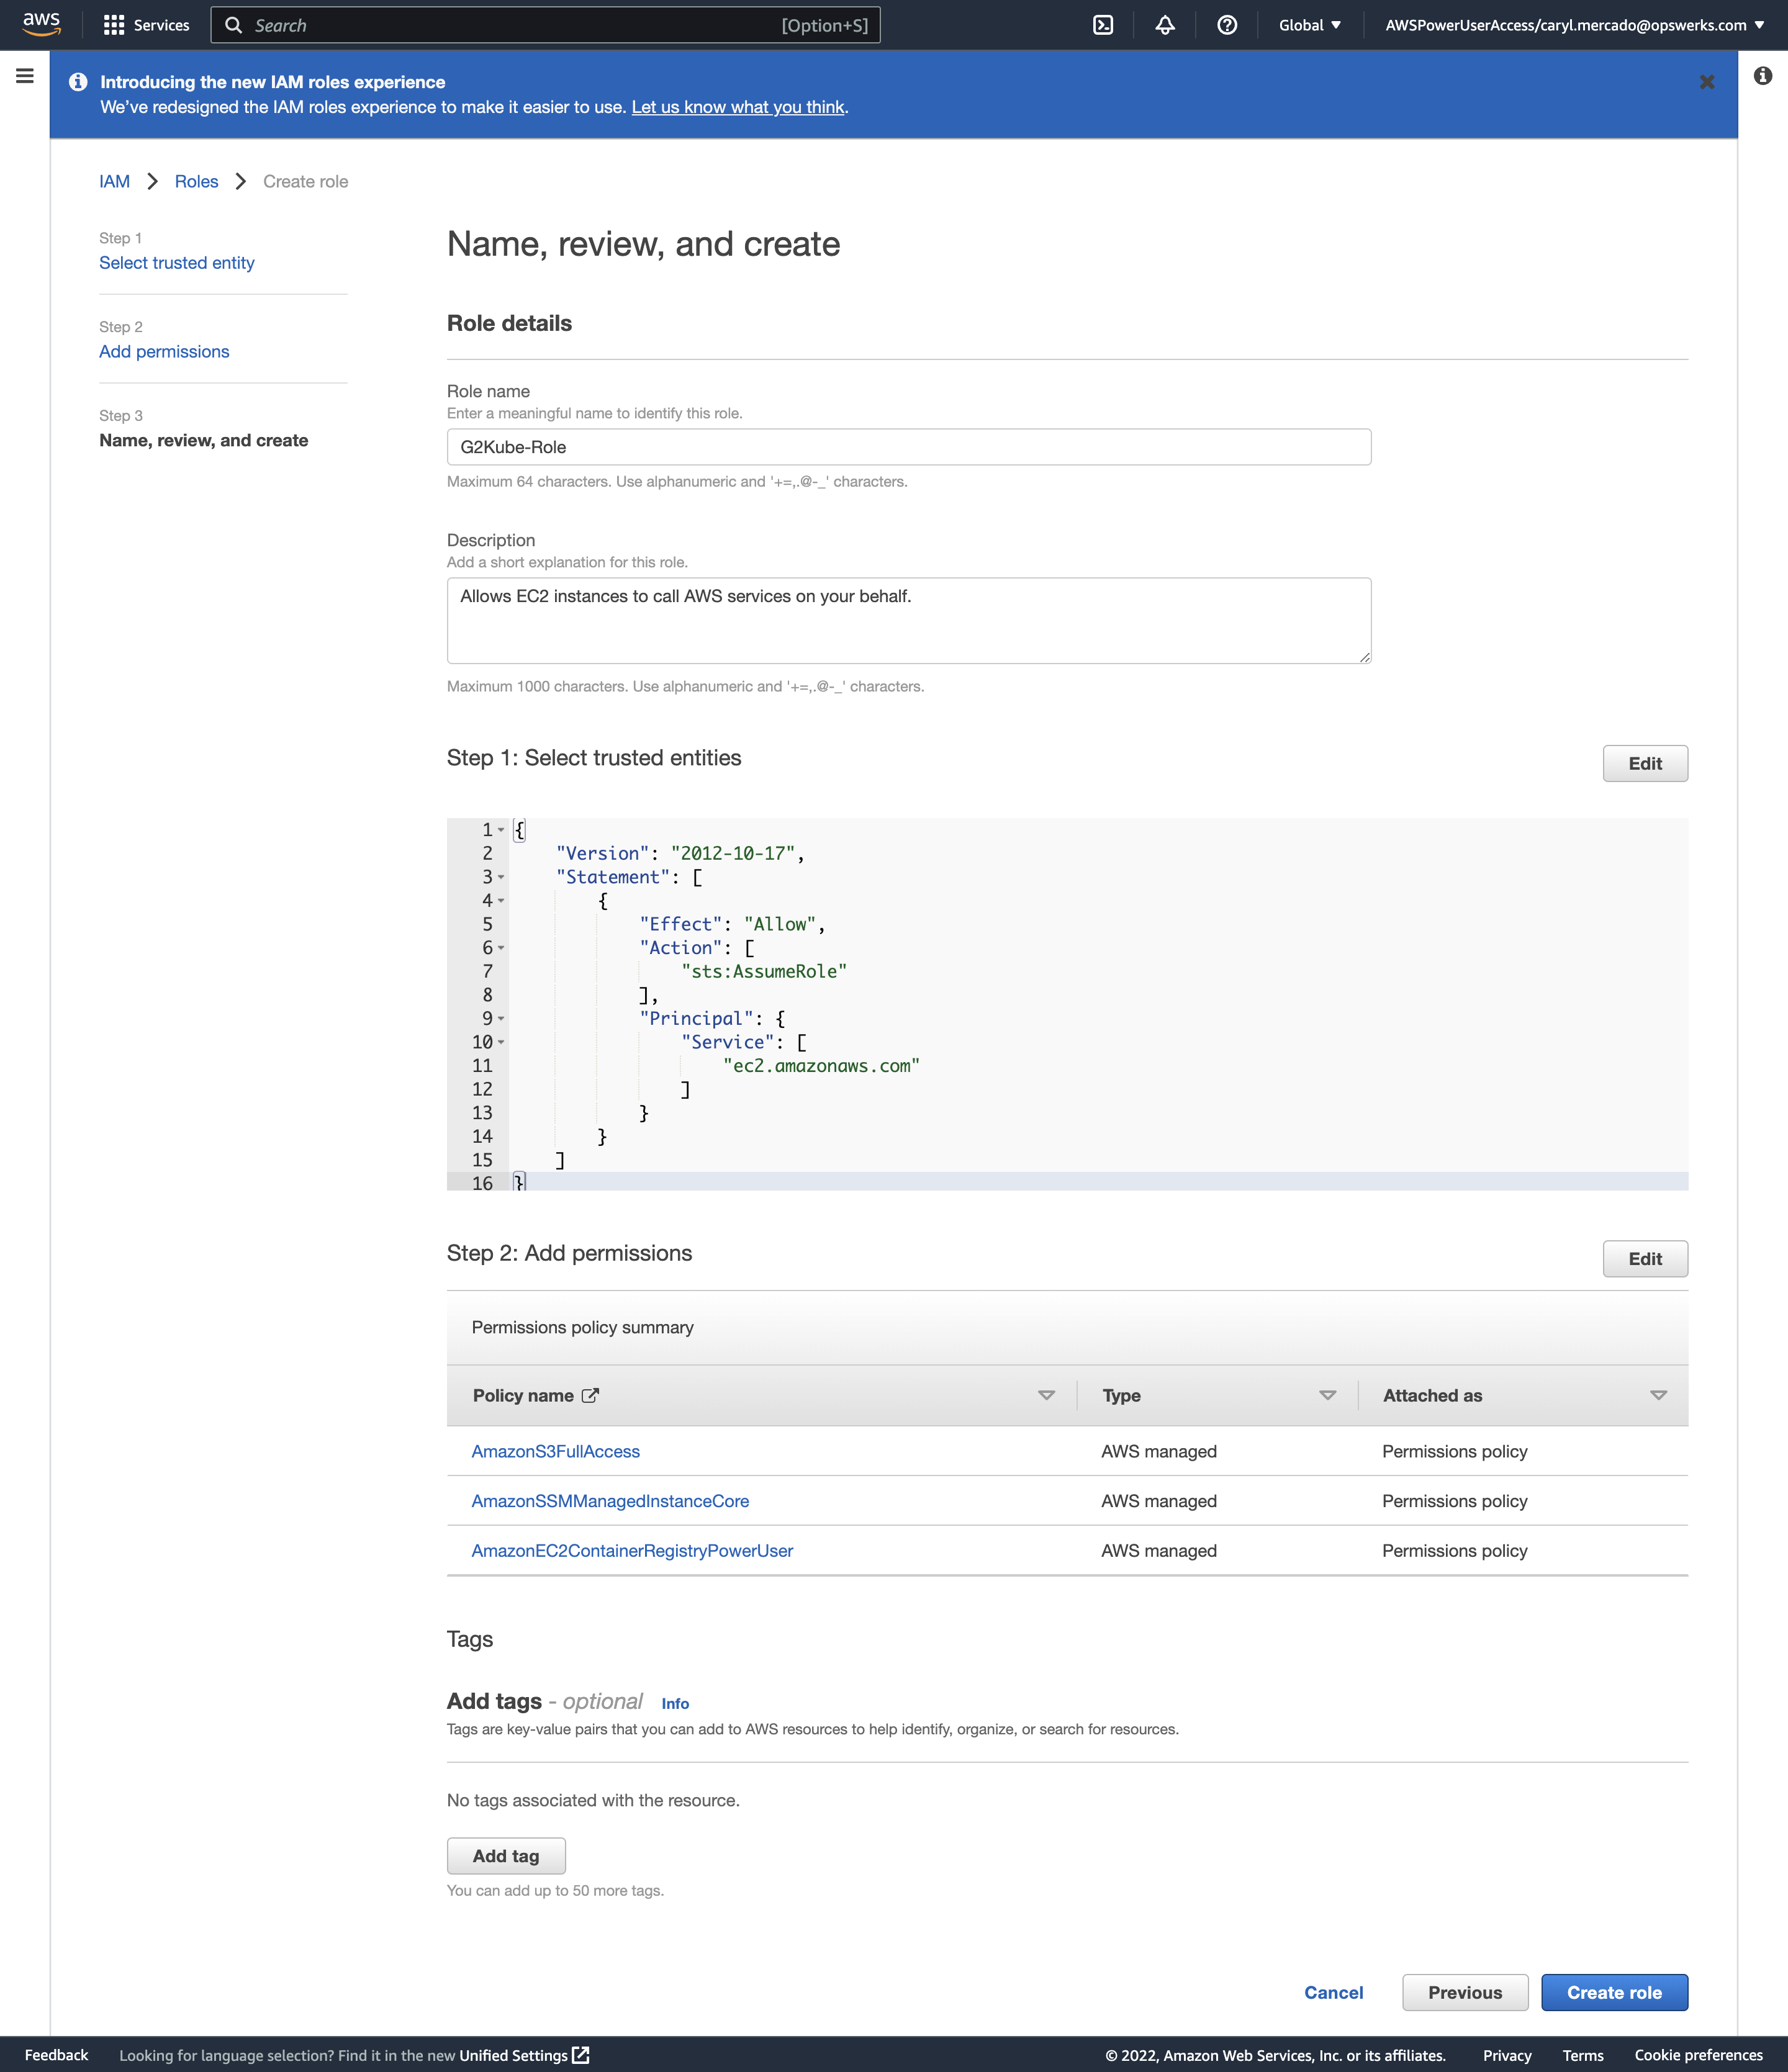 aws
Services
Search
[Option+S]
Global
AWSPowerUserAccess/caryl.mercado@opswerks.com
Introducing the new IAM roles experience
We've redesigned the IAM roles experience to make it easier to use. Let us know what you think.
IAM
Roles
Create role
Step 1
Select trusted entity
Step 2
Add permissions
Step 3
Name, review, and create
Name, review, and create
Role details
Role name
Enter a meaningful name to identify this role.
G2Kube-Role
Maximum 64 characters. Use alphanumeric and '+=,.@-_' characters.
Description
Add a short explanation for this role.
Allows EC2 instances to call AWS services on your behalf.
Maximum 1000 characters. Use alphanumeric and '+=,.@-_' characters.
Step 1: Select trusted entities
Edit
1 {
2 "Version": "2012-10-17",
3 "Statement": [
4 {
5 "Effect": "Allow",
6 "Action": [
7 "sts:AssumeRole"
8 ],
9 "Principal": {
10 "Service": [
11 "ec2.amazonaws.com"
12 ]
13 }
14 }
15 ]
16 }
Step 2: Add permissions
Edit
Permissions policy summary
Policy name Type Attached as
AmazonS3FullAccess AWS managed Permissions policy
AmazonSSMManagedInstanceCore AWS managed Permissions policy
AmazonEC2ContainerRegistryPowerUser AWS managed Permissions policy
Tags
Add tags - optional Info
Tags are key-value pairs that you can add to AWS resources to help identify, organize, or search for resources.
No tags associated with the resource.
Add tag
You can add up to 50 more tags.
Cancel
Previous
Create role
Feedback
Looking for language selection? Find it in the new Unified Settings
© 2022, Amazon Web Services, Inc. or its affiliates.
Privacy
Terms
Cookie preferences